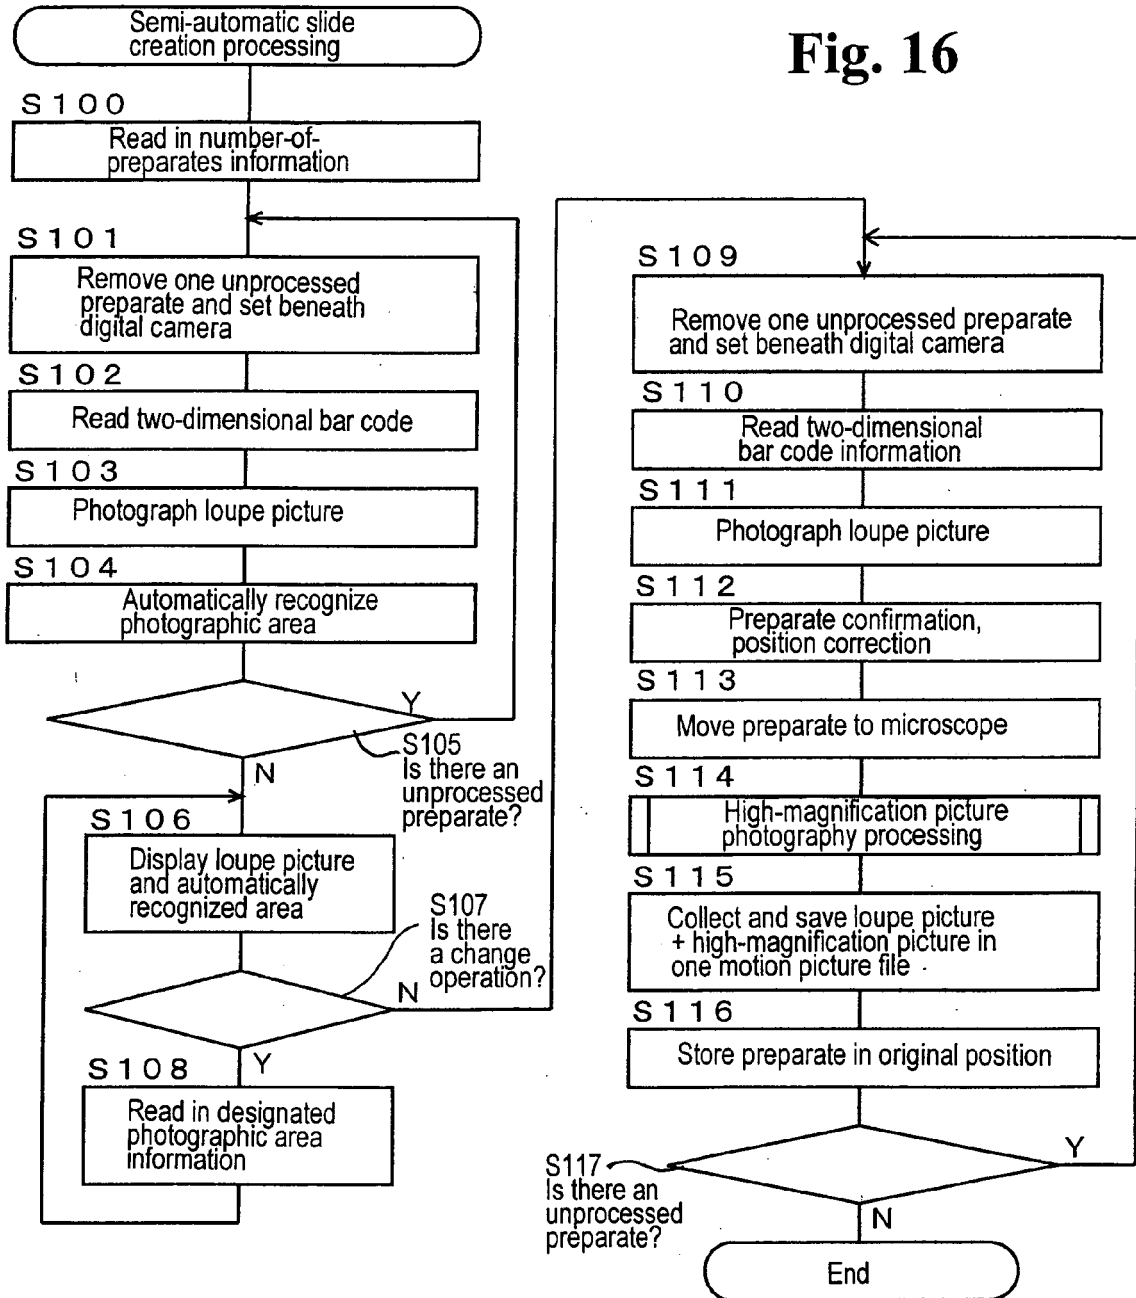 Semi-automatic slide
creation processing
Fig. 16
S100
Read in number-of-
preparates information
S101
Remove one unprocessed
preparate and set beneath
digital camera
S102
Read two-dimensional bar code
S103
Photograph loupe picture
S104
Automatically recognize
photographic area
Y
S105
Is there an
unprocessed
preparate?
N
S106
Display loupe picture
and automatically
recognized area
S107
Is there
a change
operation?
N
Y
S108
Read in designated
photographic area
information
S109
Remove one unprocessed preparate
and set beneath digital camera
S110
Read two-dimensional
bar code information
S111
Photograph loupe picture
S112
Preparate confirmation,
position correction
S113
Move preparate to microscope
S114
High-magnification picture
photography processing
S115
Collect and save loupe picture
+ high-magnification picture in
one motion picture file
S116
Store preparate in original position
Y
S117
Is there an
unprocessed
preparate?
N
End